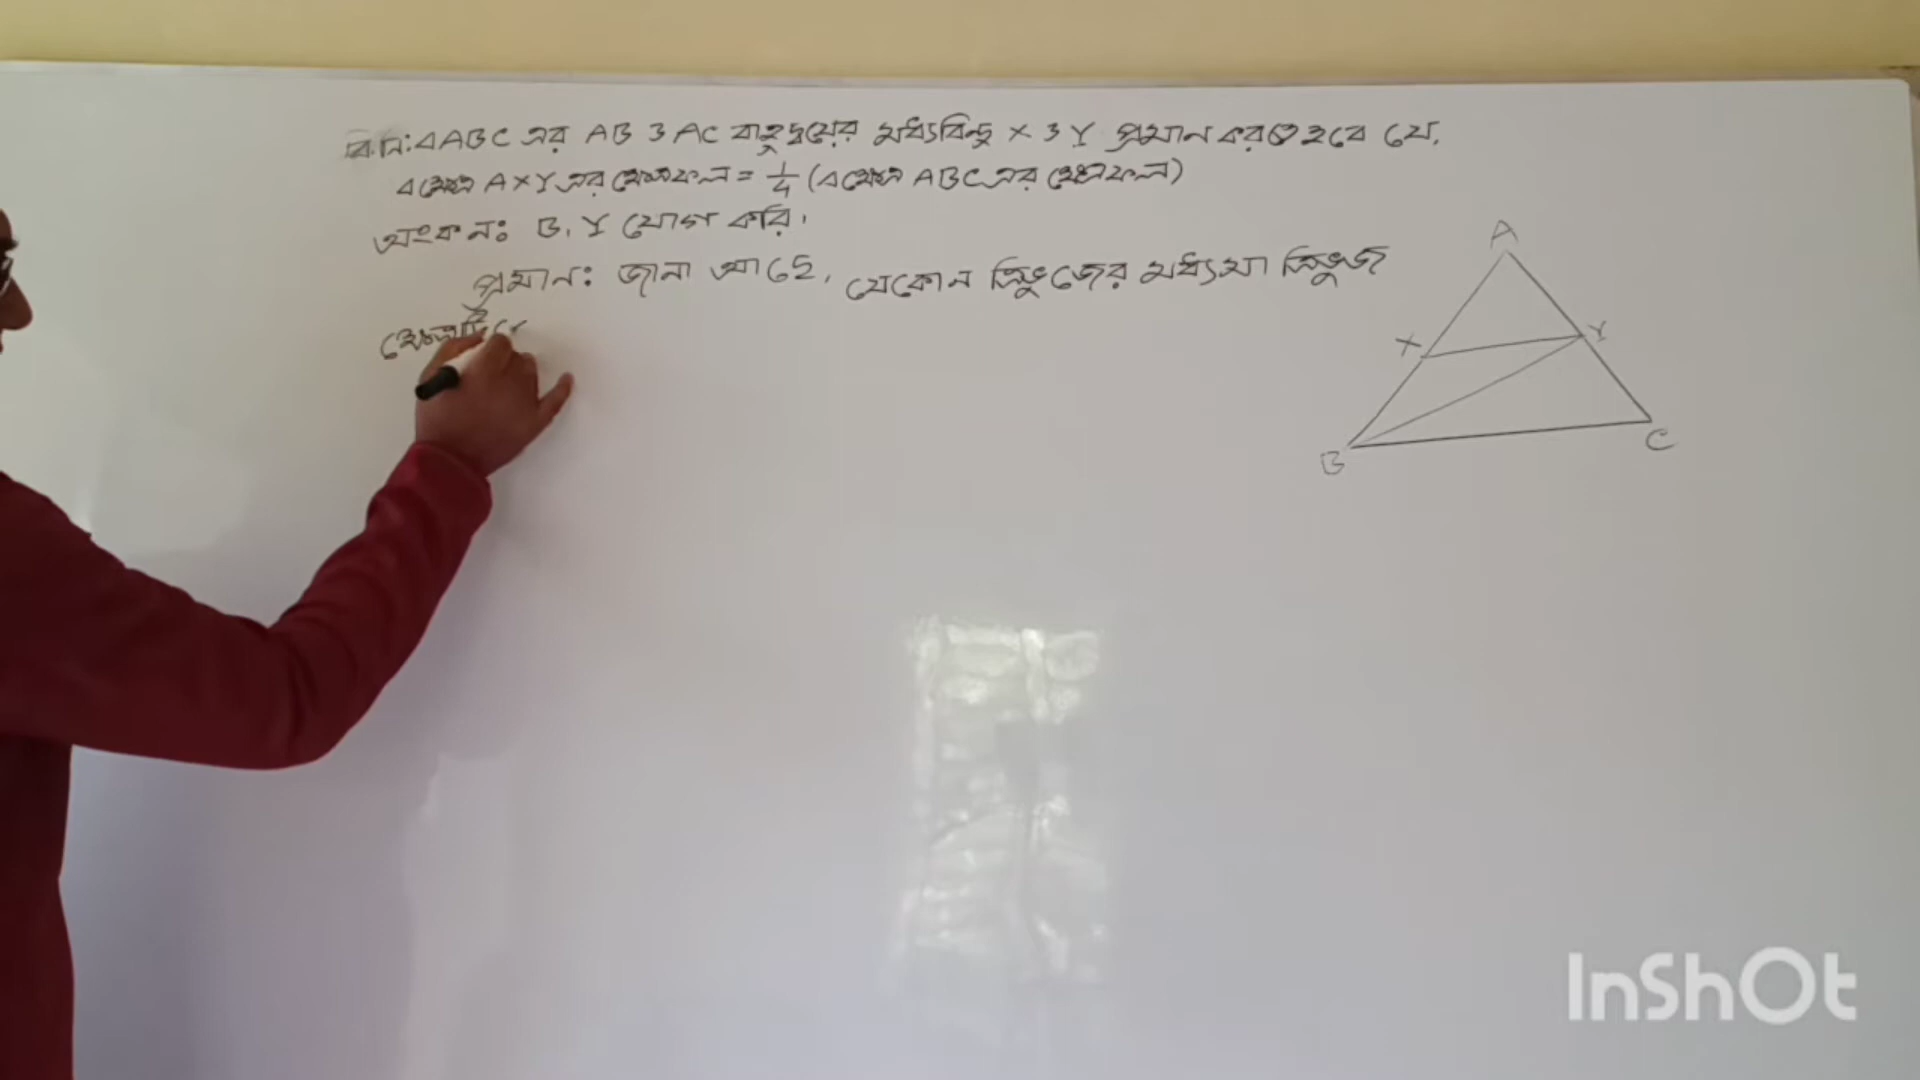 বি.নি: ∆ABC এর AB ও AC বাহুদ্বয়ের মধ্যবিন্দু X ও Y প্রমান করতে হবে যে,
∆ক্ষেত্র AXY এর ক্ষেত্রফল = 1/4 (∆ক্ষেত্র ABC এর ক্ষেত্রফল)
অংকনঃ B, Y যোগ করি।
প্রমানঃ জানা আছে, যেকোন ত্রিভুজের মধ্যমা ত্রিভুজ
A
X
Y
B
C
InShOt